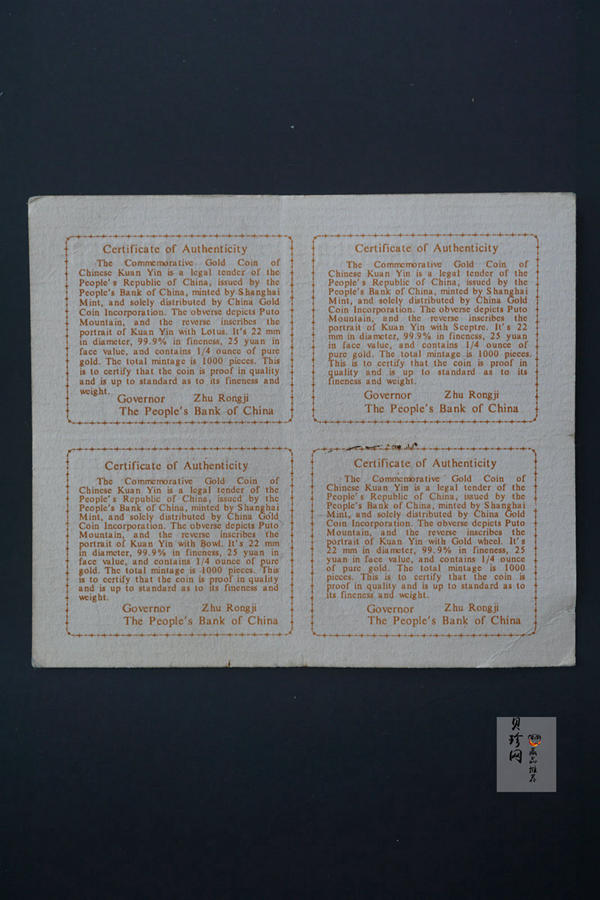 Certificate of Authenticity
The Commemorative Gold Coin of
Chinese Kuan Yin is a legal tender of the
People's Republic of China, issued by the
People's Bank of China, minted by Shanghai
Mint, and solely distributed by China Gold
Coin Incorporation. The obverse depicts Puto
Mountain, and the reverse inscribes the
portrait of Kuan Yin with Lotus. It's 22 mm
in diameter, 99.9% in fineness, 25 yuan in
face value, and contains 1/4 ounce of pure
gold. The total mintage is 1000 pieces. This
is to certify that the coin is proof in quality
and is up to standard as to its fineness and
weight.
Governor Zhu Rongji
The People's Bank of China
Certificate of Authenticity
The Commemorative Gold Coin of
Chinese Kuan Yin is a legal tender of the
People's Republic of China, issued by the
People's Bank of China, minted by Shanghai
Mint, and solely distributed by China Gold
Coin Incorporation. The obverse depicts Puto
Mountain, and the reverse inscribes the
portrait of Kuan Yin with Sceptre. It's 22
mm in diameter, 99.9% in fineness, 25 yuan
in face value, and contains 1/4 ounce of
pure gold. The total mintage is 1000 pieces.
This is to certify that the coin is proof in
quality and is up to standard as to its
fineness and weight.
Governor Zhu Rongji
The People's Bank of China
Certificate of Authenticity
The Commemorative Gold Coin of
Chinese Kuan Yin is a legal tender of the
People's Republic of China, issued by the
People's Bank of China, minted by Shanghai
Mint, and solely distributed by China Gold
Coin Incorporation. The obverse depicts Puto
Mountain, and the reverse inscribes the
portrait of Kuan Yin with Bowl. It's 22 mm
in diameter, 99.9% in fineness, 25 yuan in
face value, and contains 1/4 ounce of pure
gold. The total mintage is 1000 pieces. This
is to certify that the coin is proof in quality
and is up to standard as to its fineness and
weight.
Governor Zhu Rongji
The People's Bank of China
Certificate of Authenticity
The Commemorative Gold Coin of
Chinese Kuan Yin is a legal tender of the
People's Republic of China, issued by the
People's Bank of China, minted by Shanghai
Mint, and solely distributed by China Gold
Coin Incorporation. The obverse depicts Puto
Mountain, and the reverse inscribes the
portrait of Kuan Yin with Gold wheel. It's
22 mm in diameter, 99.9% in fineness, 25
yuan in face value, and contains 1/4 ounce
of pure gold. The total mintage is 1000
pieces. This is to certify that the coin is
proof in quality and is up to standard as to
its fineness and weight.
Governor Zhu Rongji
The People's Bank of China
贝珍网
藏品推荐